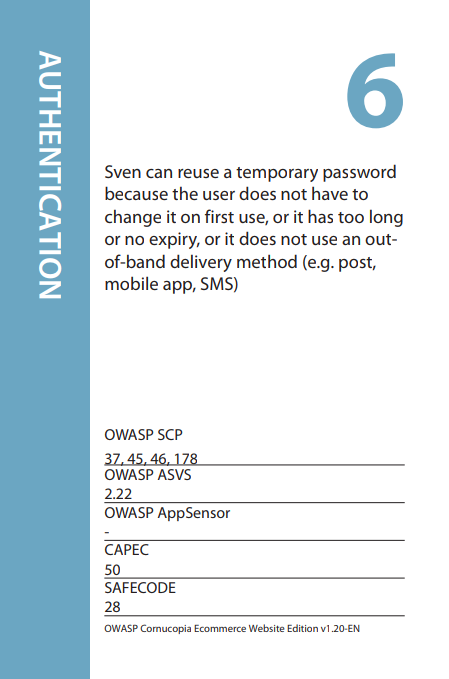 AUTHENTICATION
6
Sven can reuse a temporary password
because the user does not have to
change it on first use, or it has too long
or no expiry, or it does not use an out-
of-band delivery method (e.g. post,
mobile app, SMS)
OWASP SCP
37, 45, 46, 178
OWASP ASVS
2.22
OWASP AppSensor
-
CAPEC
50
SAFECODE
28
OWASP Cornucopia Ecommerce Website Edition v1.20-EN